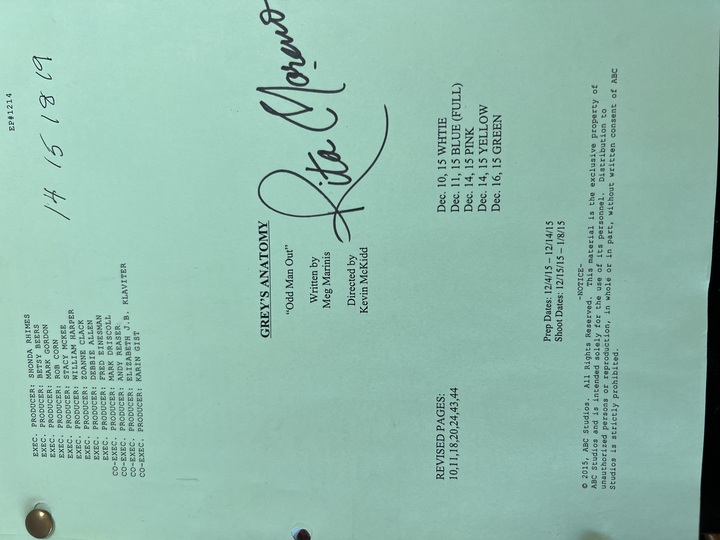 EP#1214
14 15 18 19
EXEC. PRODUCER: SHONDA RHIMES
EXEC. PRODUCER: BETSY BEERS
EXEC. PRODUCER: MARK GORDON
EXEC. PRODUCER: ROB CORN
EXEC. PRODUCER: STACY MCKEE
EXEC. PRODUCER: WILLIAM HARPER
EXEC. PRODUCER: ZOANNE CLACK
EXEC. PRODUCER: DEBBIE ALLEN
EXEC. PRODUCER: FRED EINESMAN
CO-EXEC. PRODUCER: MARK DRISCOLL
CO-EXEC. PRODUCER: ANDY REASER
CO-EXEC. PRODUCER: ELIZABETH J.B. KLAVITER
CO-EXEC. PRODUCER: KARIN GIST
GREY'S ANATOMY
"Odd Man Out"
Written by
Meg Marinis
Directed by
Kevin McKidd
Rita Moreno
REVISED PAGES:
10,11,18,20,24,43,44
Dec. 10, 15 WHTIE
Dec. 11, 15 BLUE (FULL)
Dec. 14, 15 PINK
Dec. 14, 15 YELLOW
Dec. 16, 15 GREEN
Prep Dates: 12/4/15 – 12/14/15
Shoot Dates: 12/15/15 – 1/8/15
-NOTICE-
© 2015, ABC Studios. All Rights Reserved. This material is the exclusive property of
ABC Studios and is intended solely for the use of its personnel. Distribution to
unauthorized persons or reproduction, in whole or in part, without written consent of ABC
Studios is strictly prohibited.